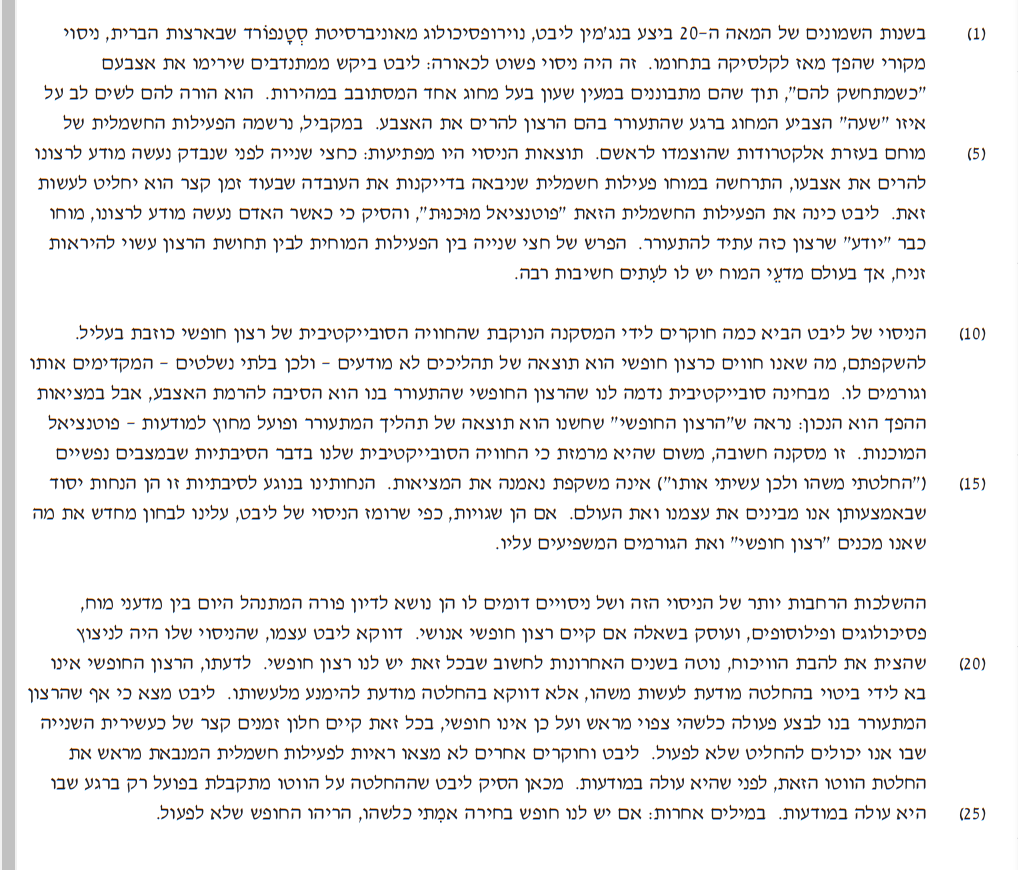 (1) בשנות השמונים של המאה ה-20 ביצע בנג'מין ליבט, נוירופסיכולוג מאוניברסיטת סְטָנפוֹרד שבארצות הברית, ניסוי
מקורי שהפך מאז לקלסיקה בתחומו. זה היה ניסוי פשוט לכאורה: ליבט ביקש ממתנדבים שירימו את אצבעם
"כשמתחשק להם", תוך שהם מתבוננים במעין שעון בעל מחוג אחד המסתובב במהירות. הוא הורה להם לשים לב על
איזו "שעה" הצביע המחוג ברגע שהתעורר בהם הרצון להרים את האצבע. במקביל, נרשמה הפעילות החשמלית של
(5) מוחם בעזרת אלקטרודות שהוצמדו לראשם. תוצאות הניסוי היו מפתיעות: כחצי שנייה לפני שנבדק נעשה מודע לרצונו
להרים את אצבעו, התרחשה במוחו פעילות חשמלית שניבאה בדייקנות את העובדה שבעוד זמן קצר הוא יחליט לעשות
זאת. ליבט כינה את הפעילות החשמלית הזאת "פוטנציאל מוּכנוּת", והסיק כי כאשר האדם נעשה מודע לרצונו, מוחו
כבר "יודע" שרצון כזה עתיד להתעורר. הפרש של חצי שנייה בין הפעילות המוחית לבין תחושת הרצון עשוי להיראות
זניח, אך בעולם מדעֵי המוח יש לו לעִתים חשיבות רבה.
(10) הניסוי של ליבט הביא כמה חוקרים לידי המסקנה הנוקבת שהחוויה הסובייקטיבית של רצון חופשי כוזבת בעליל.
להשקפתם, מה שאנו חווים כרצון חופשי הוא תוצאה של תהליכים לא מודעים – ולכן בלתי נשלטים – המקדימים אותו
וגורמים לו. מבחינה סובייקטיבית נדמה לנו שהרצון החופשי שהתעורר בנו הוא הסיבה להרמת האצבע, אבל במציאות
ההפך הוא הנכון: נראה ש"הרצון החופשי" שחשנו הוא תוצאה של תהליך המתעורר ופועל מחוץ למודעות – פוטנציאל
המוכנות. זו מסקנה חשובה, משום שהיא מרמזת כי החוויה הסובייקטיבית שלנו בדבר הסיבתיות שבמצבים נפשיים
(15) ("החלטתי משהו ולכן עשיתי אותו") אינה משקפת נאמנה את המציאות. הנחותינו בנוגע לסיבתיות זו הן הנחות יסוד
שבאמצעותן אנו מבינים את עצמנו ואת העולם. אם הן שגויות, כפי שרומז הניסוי של ליבט, עלינו לבחון מחדש את מה
שאנו מכנים "רצון חופשי" ואת הגורמים המשפיעים עליו.
ההשלכות הרחבות יותר של הניסוי הזה ושל ניסויים דומים לו הן נושא לדיון פורה המתנהל היום בין מדעני מוח,
פסיכולוגים ופילוסופים, ועוסק בשאלה אם קיים רצון חופשי אנושי. דווקא ליבט עצמו, שהניסוי שלו היה לניצוץ
(20) שהצית את להבת הוויכוח, נוטה בשנים האחרונות לחשוב שבכל זאת יש לנו רצון חופשי. לדעתו, הרצון החופשי אינו
בא לידי ביטוי בהחלטה מודעת לעשות משהו, אלא דווקא בהחלטה מודעת להימנע מלעשותו. ליבט מצא כי אף שהרצון
המתעורר בנו לבצע פעולה כלשהי צפוי מראש ועל כן אינו חופשי, בכל זאת קיים חלון זמנים קצר של כעשירית השנייה
שבו אנו יכולים להחליט שלא לפעול. ליבט וחוקרים אחרים לא מצאו ראיות לפעילות חשמלית המנבאת מראש את
החלטת הווטו הזאת, לפני שהיא עולה במודעות. מכאן הסיק ליבט שההחלטה על הווטו מתקבלת בפועל רק ברגע שבו
(25) היא עולה במודעות. במילים אחרות: אם יש לנו חופש בחירה אמִתי כלשהו, הריהו החופש שלא לפעול.